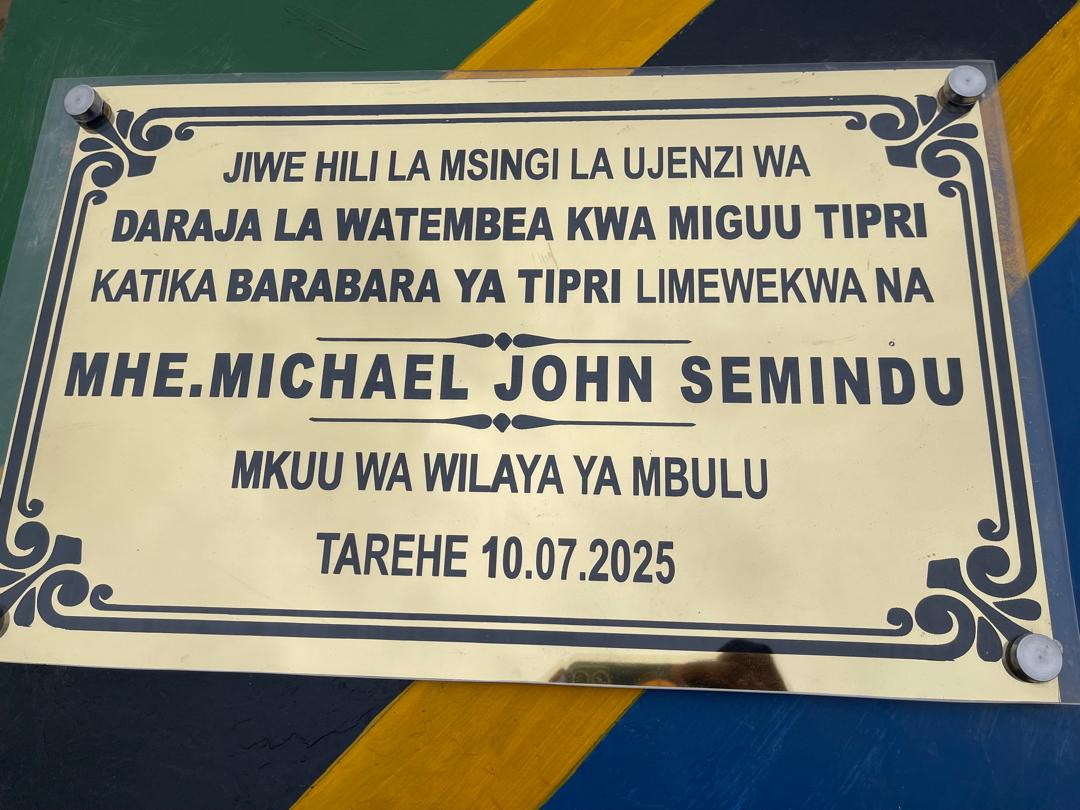 JIWE HILI LA MSINGI LA UJENZI WA
DARAJA LA WATEMBEA KWA MIGUU TIPRI
KATIKA BARABARA YA TIPRI LIMEWEKWA NA
MHE.MICHAEL JOHN SEMINDU
MKUU WA WILAYA YA MBULU
TAREHE 10.07.2025